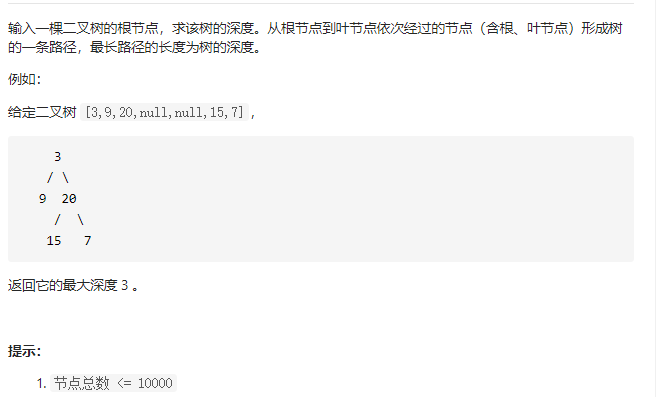 输入一棵二叉树的根节点，求该树的深度。从根节点到叶节点依次经过的节点（含根、叶节点）形成树
的一条路径，最长路径的长度为树的深度。
例如：
给定二叉树 [3,9,20,null,null,15,7]，
3
/ \
9 20
/ \
15 7
返回它的最大深度 3 。
提示：
1. 节点总数 <= 10000